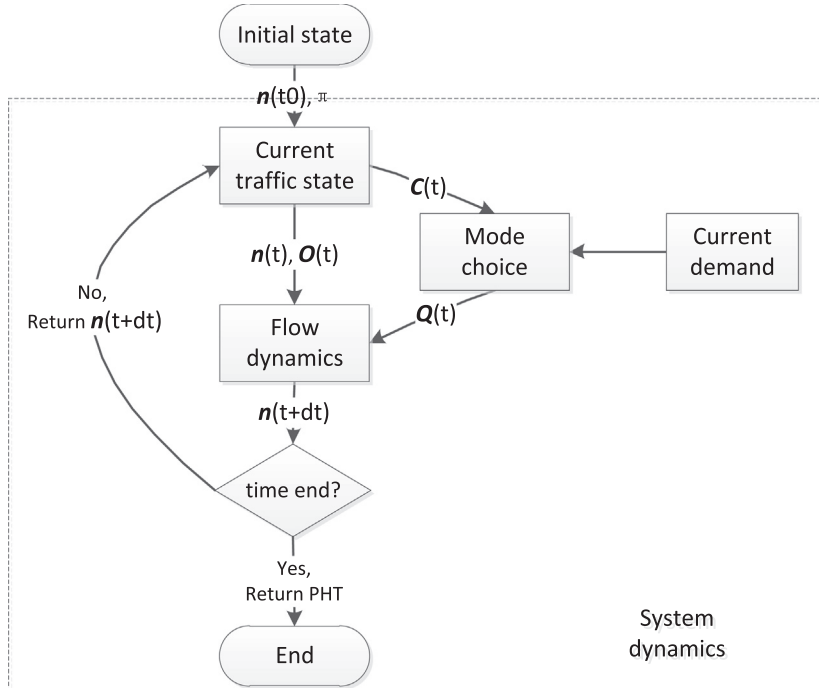 Initial state
n(t0), π
Current
traffic state
C(t)
Mode
choice
Current
demand
n(t), O(t)
No,
Return n(t+dt)
Q(t)
Flow
dynamics
n(t+dt)
time end?
Yes,
Return PHT
System
dynamics
End